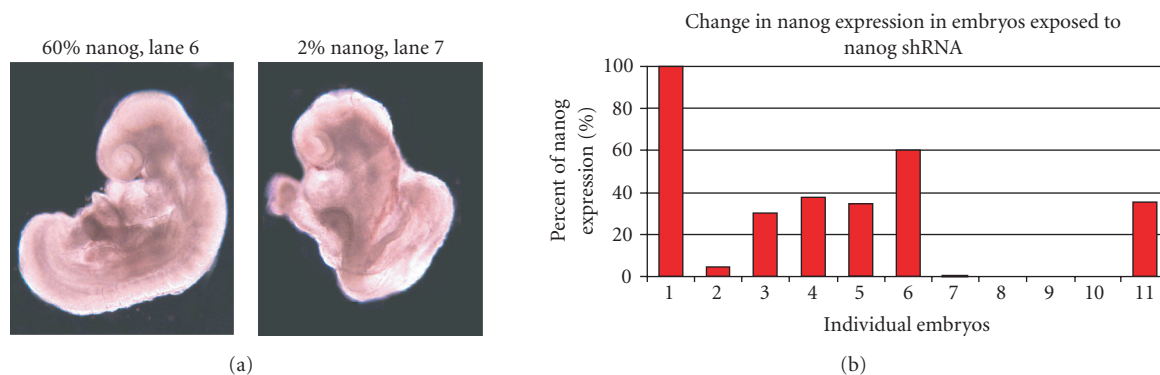 60% nanog, lane 6
2% nanog, lane 7
(a)
Change in nanog expression in embryos exposed to
nanog shRNA
Percent of nanog
expression (%)
100
80
60
40
20
0
1 2 3 4 5 6 7 8 9 10 11
Individual embryos
(b)